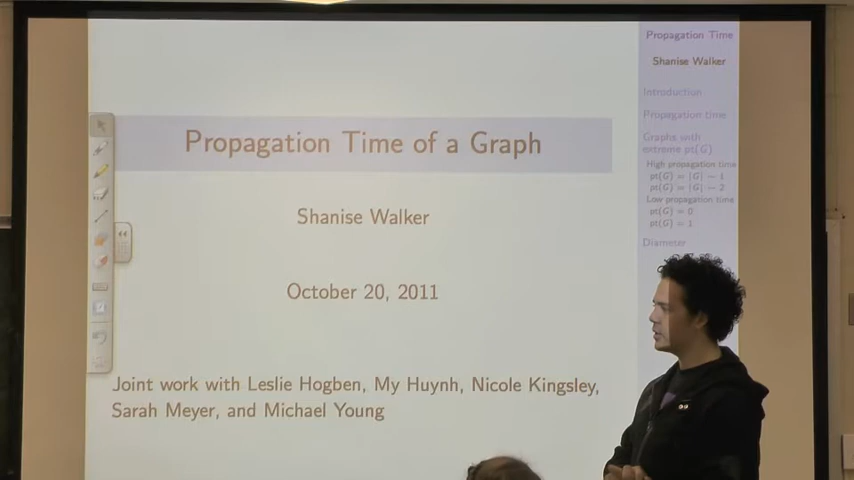 Propagation Time of a Graph
Shanise Walker
October 20, 2011
Joint work with Leslie Hogben, My Huynh, Nicole Kingsley,
Sarah Meyer, and Michael Young
Propagation Time
Shanise Walker
Introduction
Propagation time
Graphs with
extreme pt(G)
High propagation time
pt(G) = |G| − 1
pt(G) = |G| − 2
Low propagation time
pt(G) = 0
pt(G) = 1
Diameter